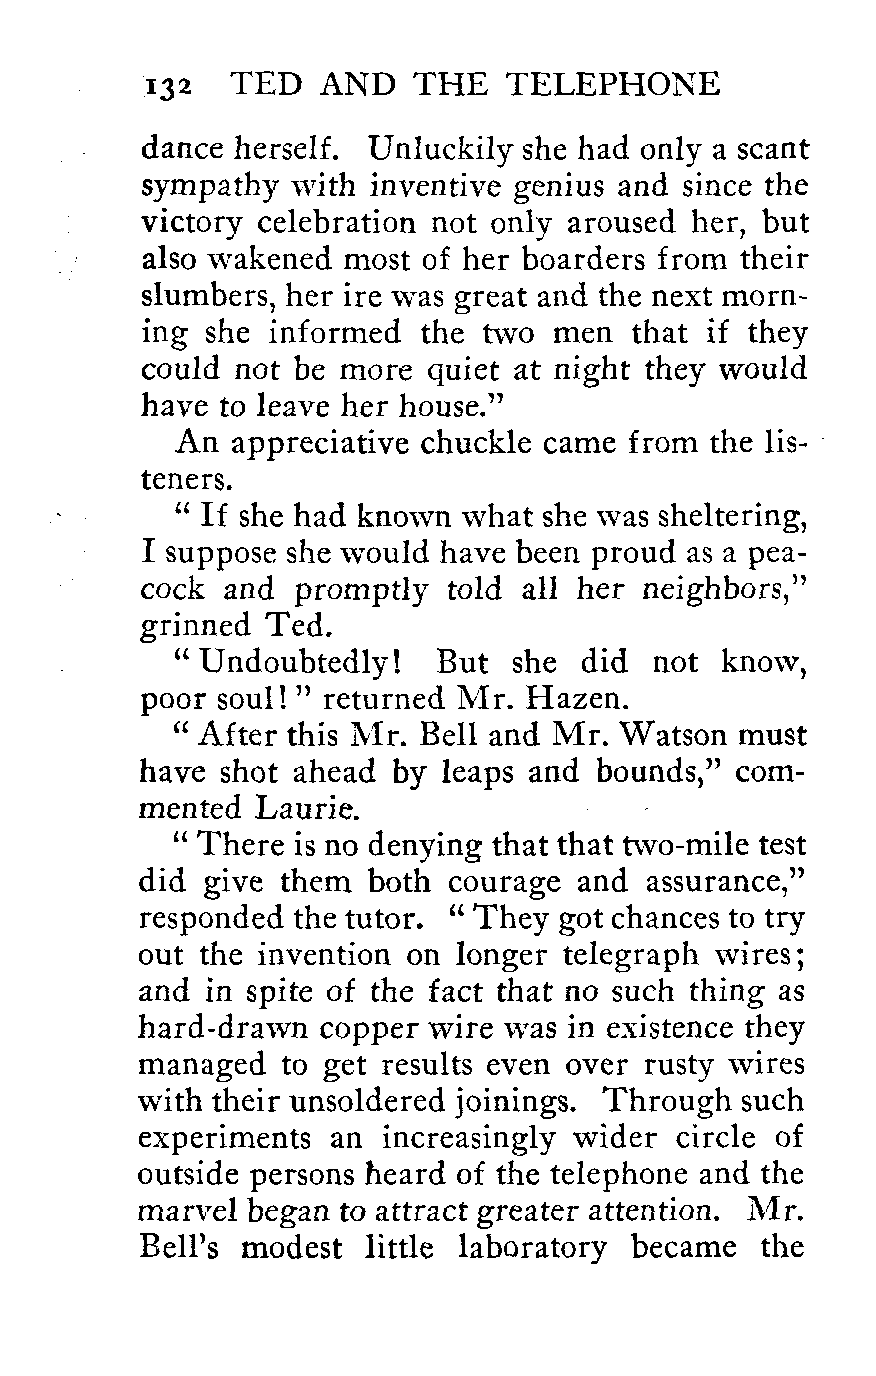 132 TED AND THE TELEPHONE
dance herself. Unluckily she had only a scant
sympathy with inventive genius and since the
victory celebration not only aroused her, but
also wakened most of her boarders from their
slumbers, her ire was great and the next morn-
ing she informed the two men that if they
could not be more quiet at night they would
have to leave her house.”
An appreciative chuckle came from the lis-
teners.
“ If she had known what she was sheltering,
I suppose she would have been proud as a pea-
cock and promptly told all her neighbors,”
grinned Ted.
“ Undoubtedly! But she did not know,
poor soul! ” returned Mr. Hazen.
“ After this Mr. Bell and Mr. Watson must
have shot ahead by leaps and bounds,” com-
mented Laurie.
“ There is no denying that that two-mile test
did give them both courage and assurance,”
responded the tutor. “ They got chances to try
out the invention on longer telegraph wires;
and in spite of the fact that no such thing as
hard-drawn copper wire was in existence they
managed to get results even over rusty wires
with their unsoldered joinings. Through such
experiments an increasingly wider circle of
outside persons heard of the telephone and the
marvel began to attract greater attention. Mr.
Bell’s modest little laboratory became the